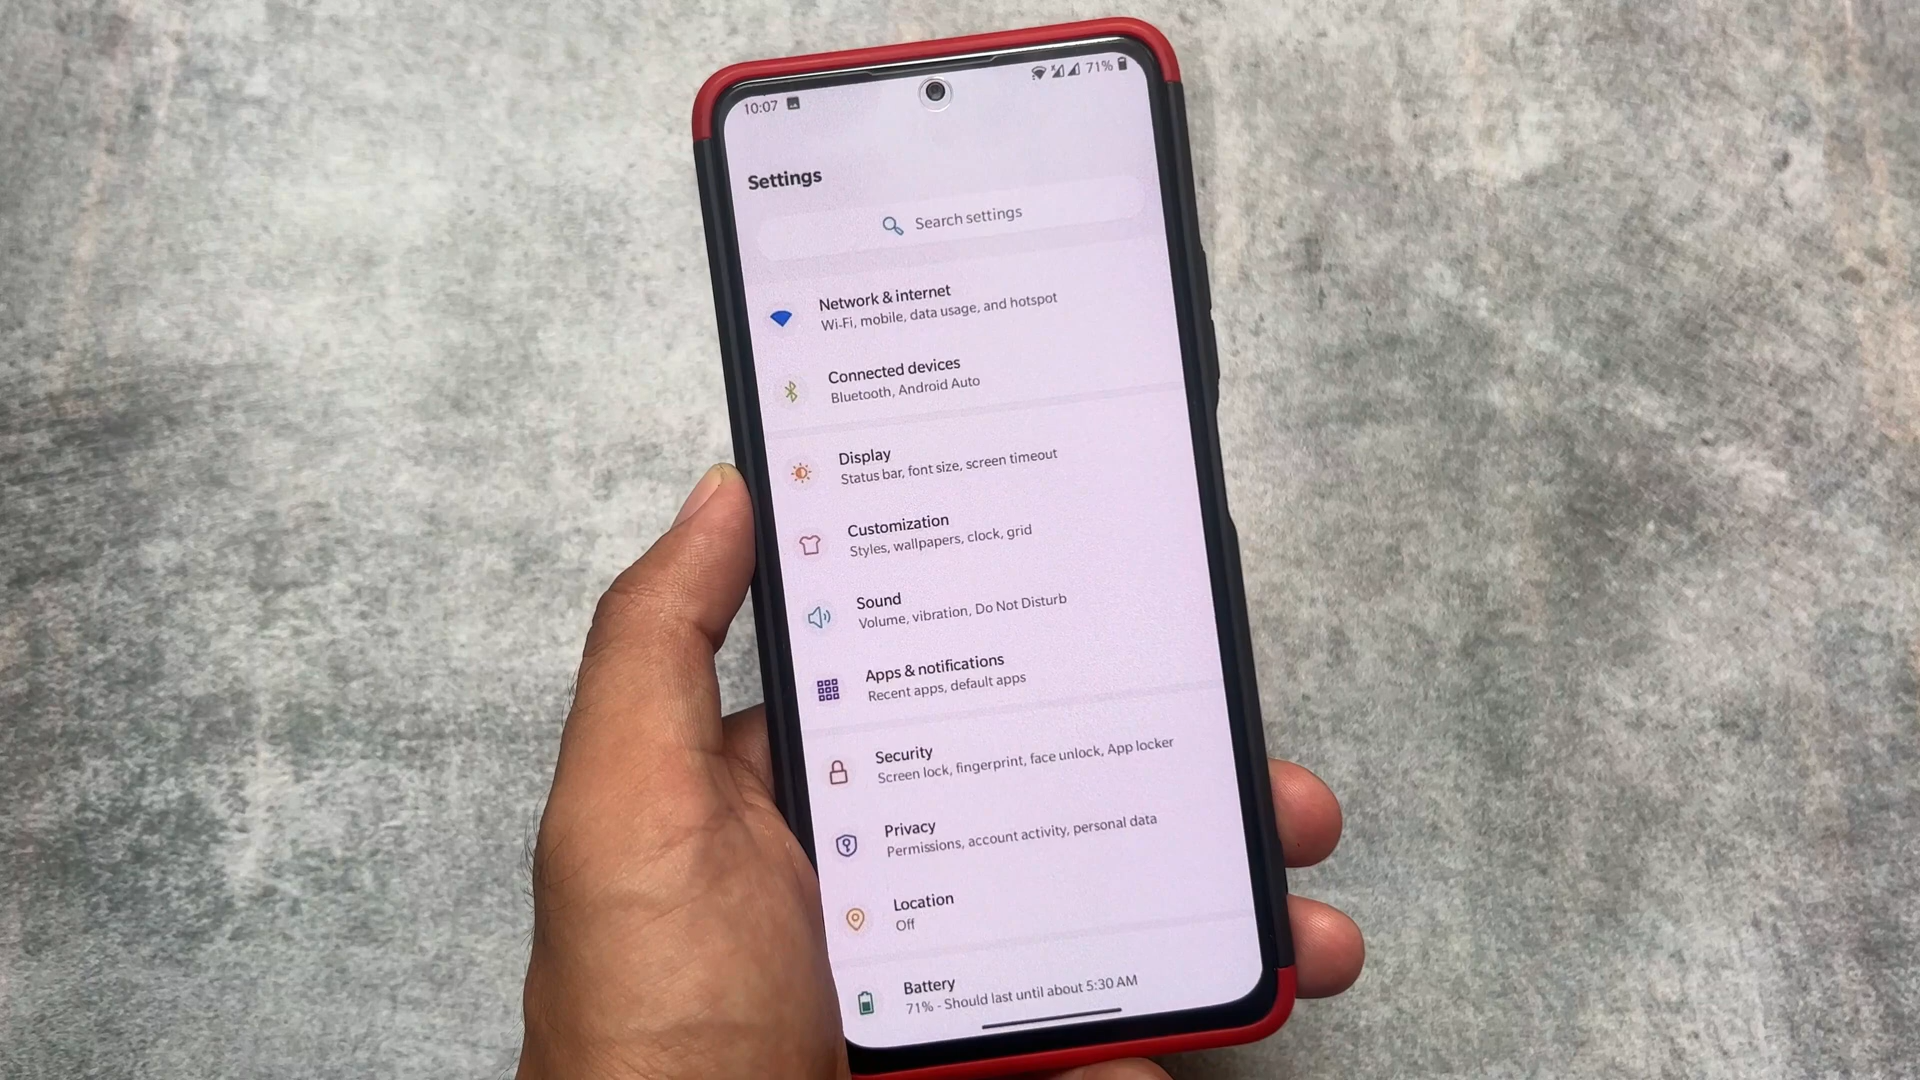 10:07
71%
Settings
Search settings
Network & internet
Wi-Fi, mobile, data usage, and hotspot
Connected devices
Bluetooth, Android Auto
Display
Status bar, font size, screen timeout
Customization
Styles, wallpapers, clock, grid
Sound
Volume, vibration, Do Not Disturb
Apps & notifications
Recent apps, default apps
Security
Screen lock, fingerprint, face unlock, App locker
Privacy
Permissions, account activity, personal data
Location
Off
Battery
71% - Should last until about 5:30 AM